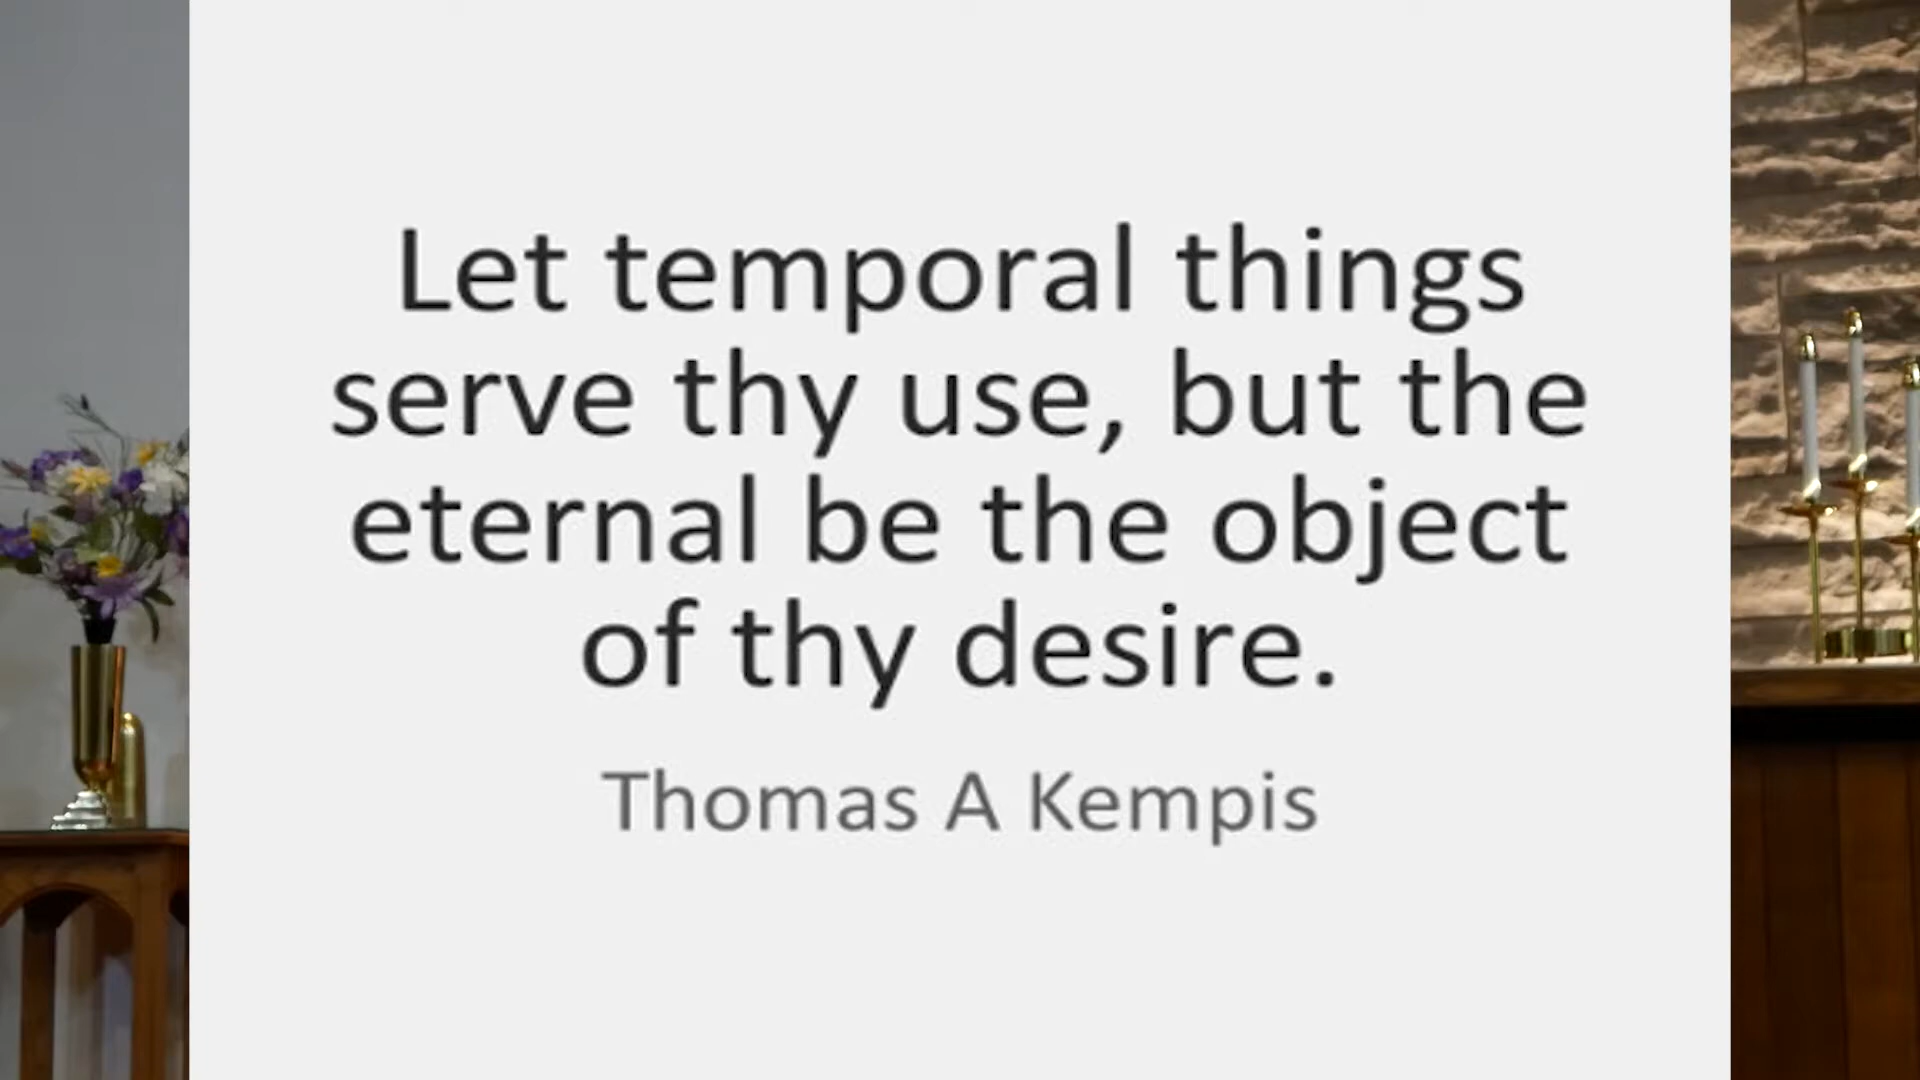 Let temporal things
serve thy use, but the
eternal be the object
of thy desire.
Thomas A Kempis